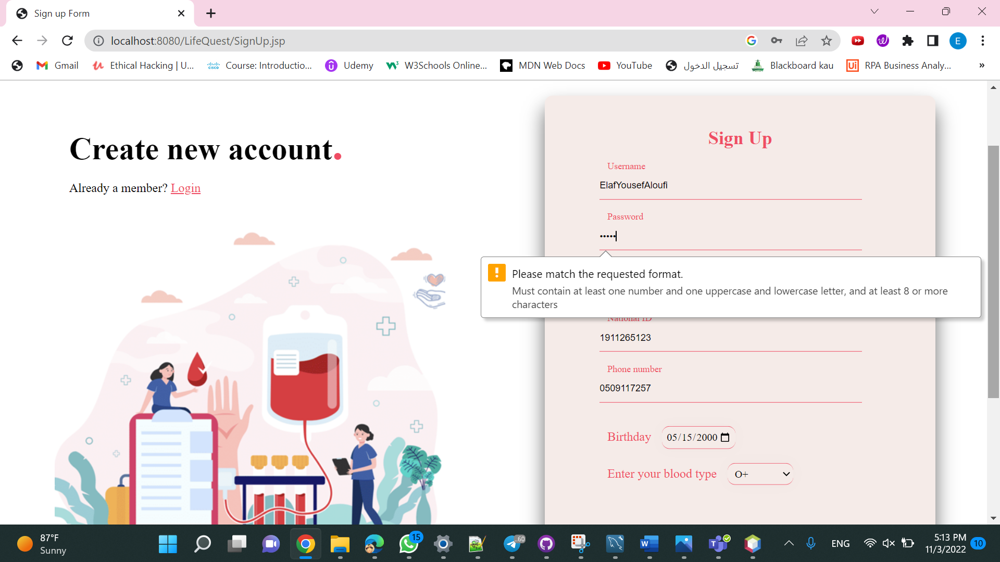 Sign up Form
localhost:8080/LifeQuest/SignUp.jsp
E
Gmail
Ethical Hacking | U...
Course: Introductio...
Udemy
W3Schools Online...
MDN Web Docs
YouTube
تسجيل الدخول
Blackboard kau
Ui
RPA Business Analy...
»
Create new account.
Already a member? Login
Sign Up
Username
ElafYousefAloufi
Password
•••••
Please match the requested format.
Must contain at least one number and one uppercase and lowercase letter, and at least 8 or more
characters
National ID
1911265123
Phone number
0509117257
Birthday 05/15/2000
Enter your blood type O+
87°F
Sunny
15
.60
ENG
5:13 PM
11/3/2022
10